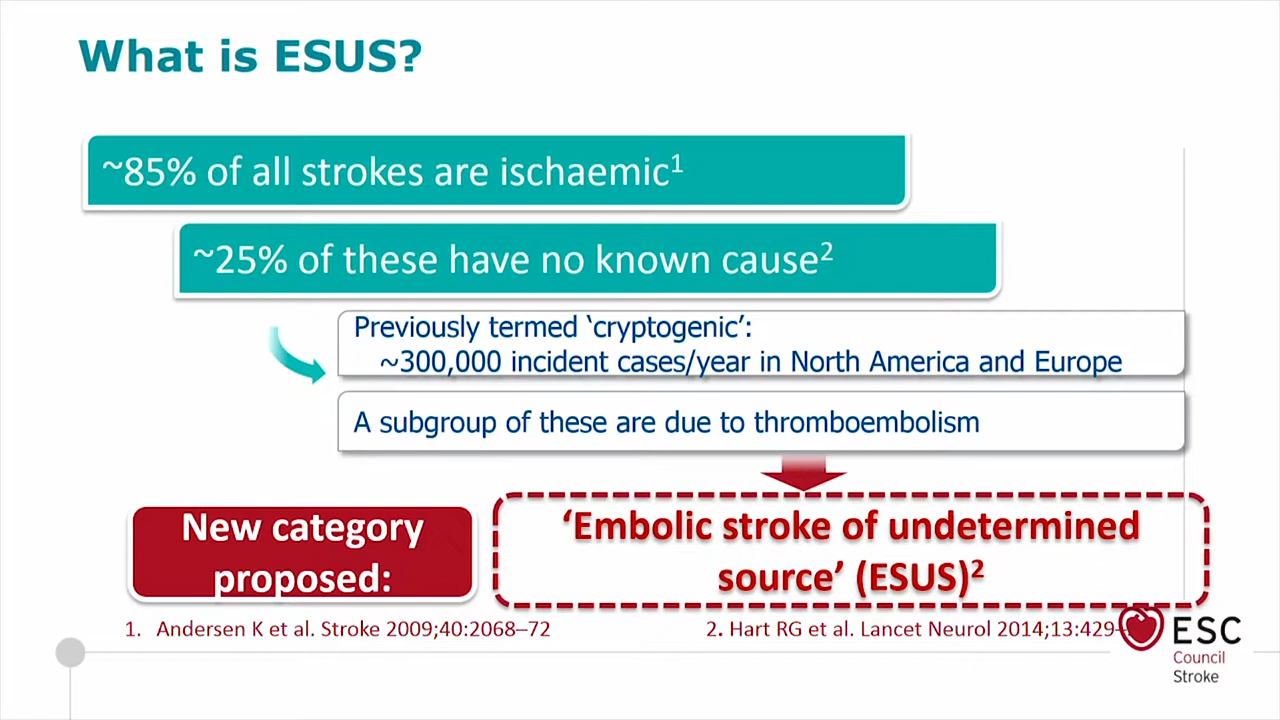 What is ESUS?
~85% of all strokes are ischaemic¹
~25% of these have no known cause²
Previously termed ‘cryptogenic’:
~300,000 incident cases/year in North America and Europe
A subgroup of these are due to thromboembolism
New category
proposed:
‘Embolic stroke of undetermined
source’ (ESUS)²
1. Andersen K et al. Stroke 2009;40:2068–72
2. Hart RG et al. Lancet Neurol 2014;13:429–
ESC
Council
Stroke